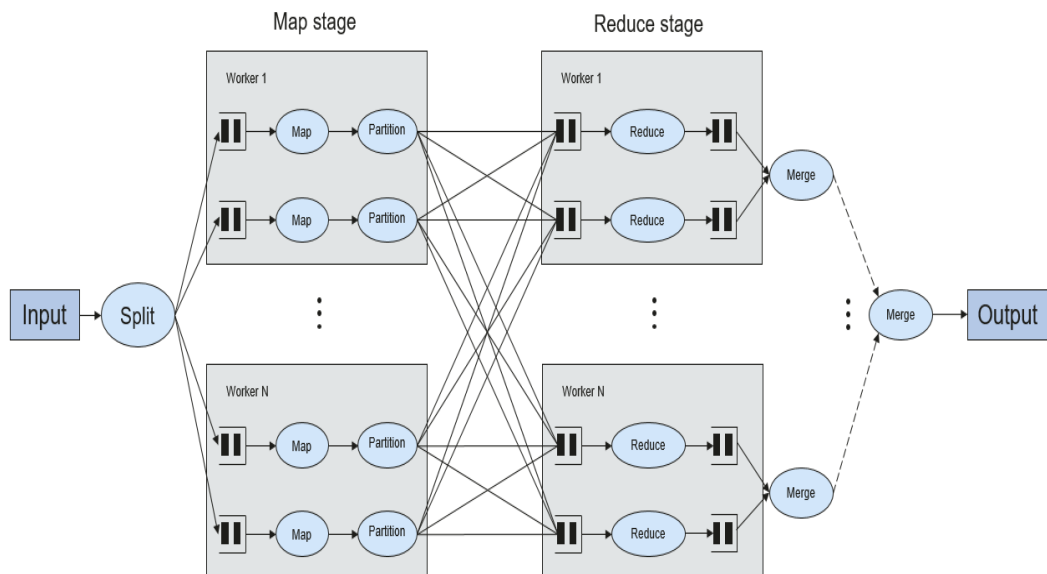 Map stage
Reduce stage
Worker 1
Worker 1
Map
Partition
Reduce
Merge
Map
Partition
Reduce
Input
Split
Merge
Output
Worker N
Worker N
Map
Partition
Reduce
Merge
Map
Partition
Reduce